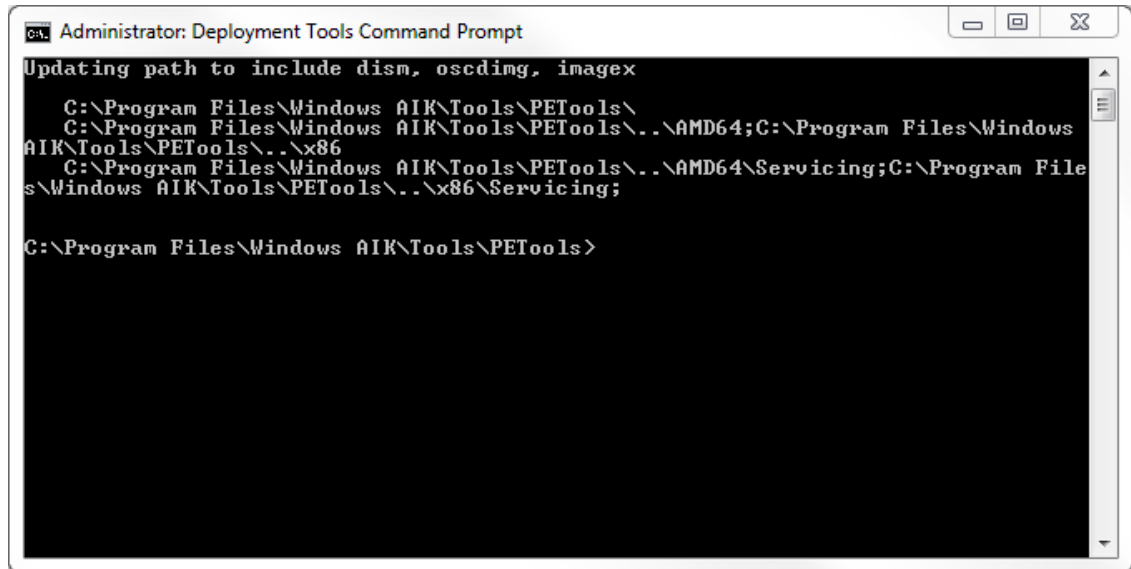 Administrator: Deployment Tools Command Prompt
Updating path to include dism, oscdimg, imagex
C:\Program Files\Windows AIK\Tools\PETools\
C:\Program Files\Windows AIK\Tools\PETools\..\AMD64;C:\Program Files\Windows
AIK\Tools\PETools\..\x86
C:\Program Files\Windows AIK\Tools\PETools\..\AMD64\Servicing;C:\Program File
s\Windows AIK\Tools\PETools\..\x86\Servicing;
C:\Program Files\Windows AIK\Tools\PETools>